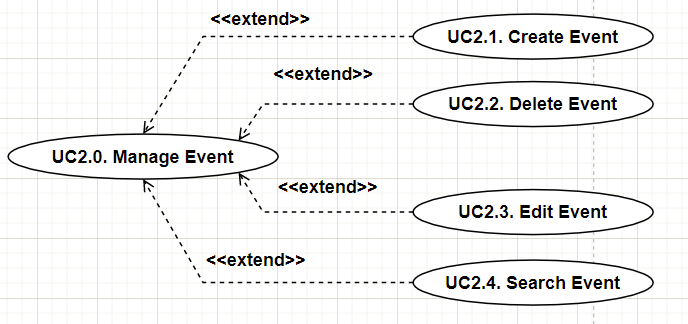 <<extend>>
UC2.1. Create Event
<<extend>>
UC2.2. Delete Event
UC2.0. Manage Event
<<extend>>
UC2.3. Edit Event
<<extend>>
UC2.4. Search Event